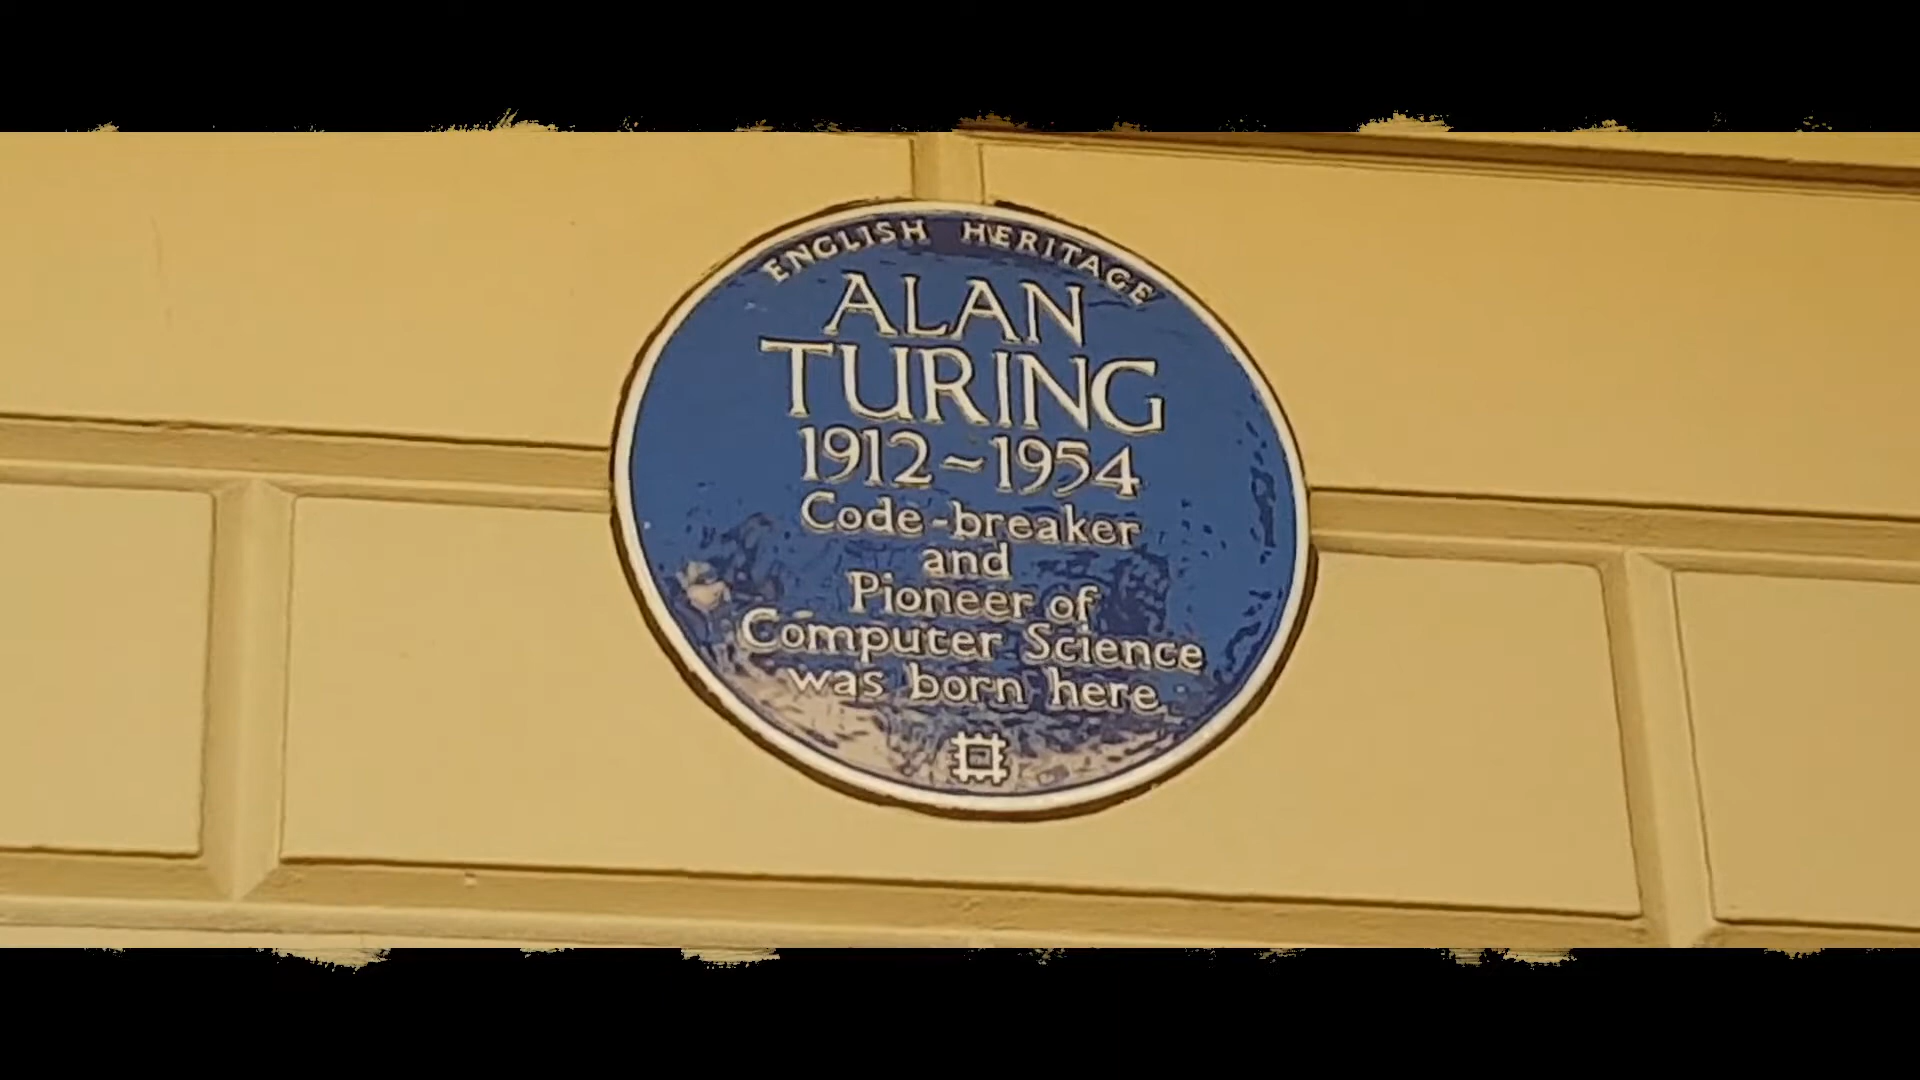 ENGLISH HERITAGE
ALAN
TURING
1912~1954
Code-breaker
and
Pioneer of
Computer Science
was born here